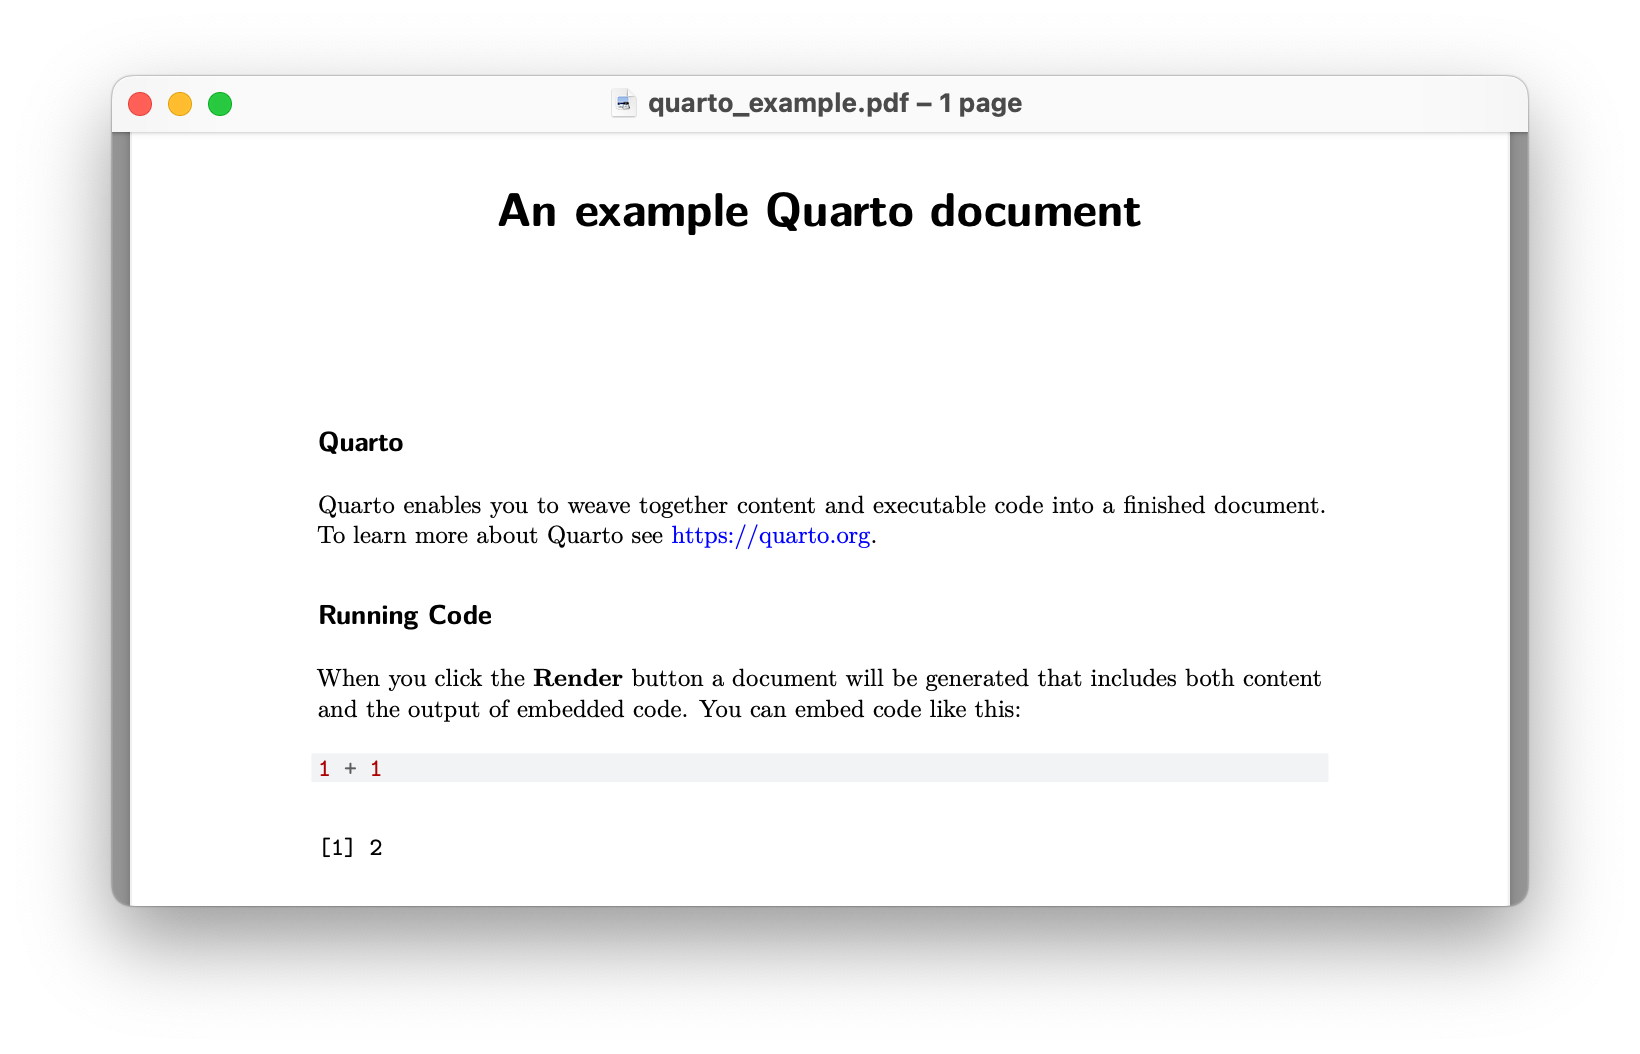 quarto_example.pdf – 1 page
An example Quarto document
Quarto
Quarto enables you to weave together content and executable code into a finished document.
To learn more about Quarto see https://quarto.org.
Running Code
When you click the Render button a document will be generated that includes both content
and the output of embedded code. You can embed code like this:
1 + 1
[1] 2